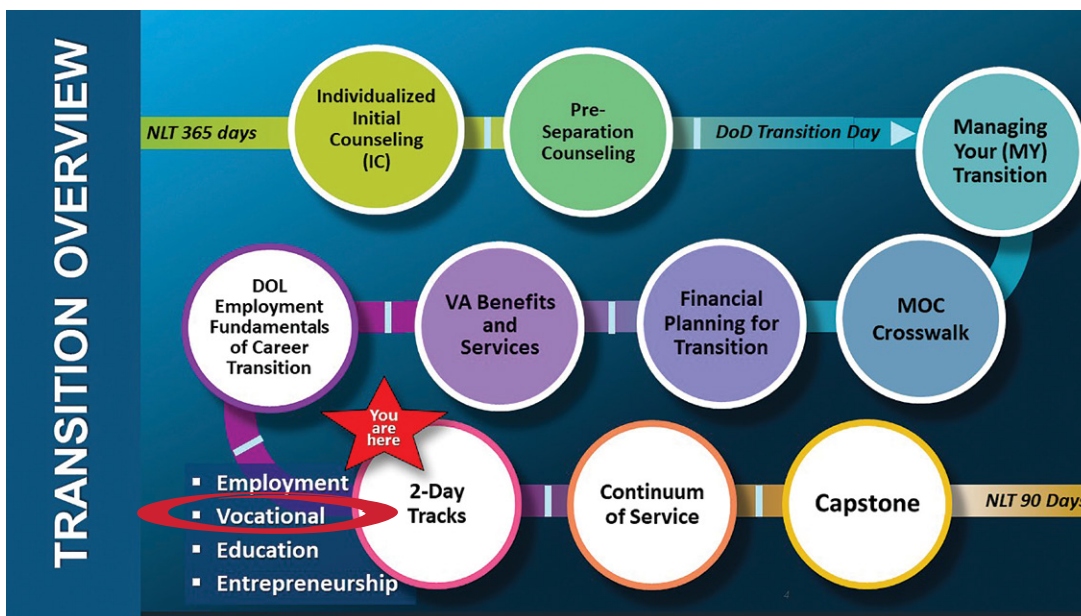 TRANSITION OVERVIEW
NLT 365 days
Individualized
Initial
Counseling
(IC)
Pre-
Separation
Counseling
DoD Transition Day
Managing
Your (MY)
Transition
MOC
Crosswalk
Financial
Planning for
Transition
VA Benefits
and
Services
DOL
Employment
Fundamentals
of Career
Transition
You
are
here
▪ Employment
▪ Vocational
▪ Education
▪ Entrepreneurship
2-Day
Tracks
Continuum
of Service
Capstone
NLT 90 Days
4